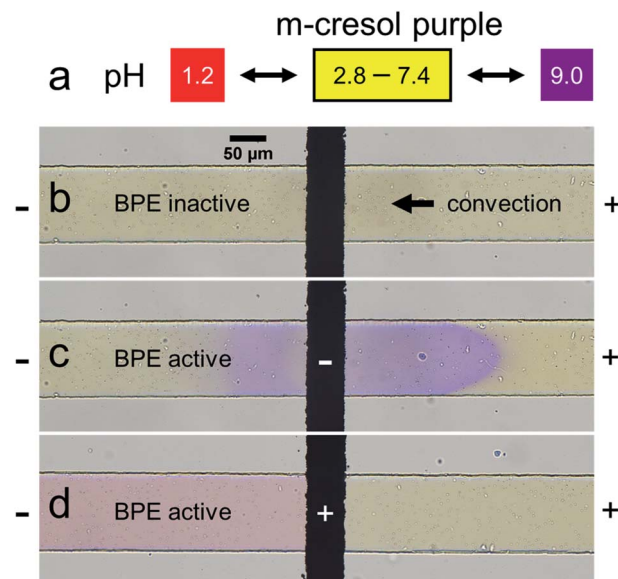 m-cresol purple
a pH 1.2 2.8 – 7.4 9.0
50 µm
- b BPE inactive convection +
- c BPE active - +
- d BPE active + +